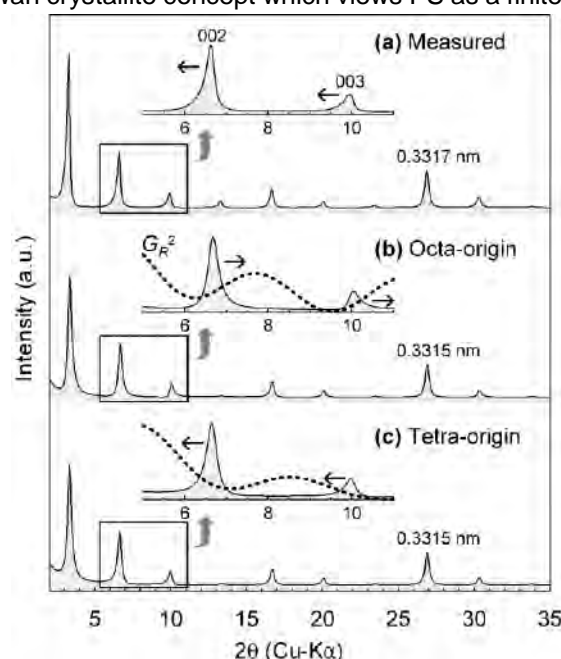 wan crystallite concept which views PC as a finite
002
(a) Measured
003
6 8 10
0.3317 nm
G_R^2
(b) Octa-origin
6 8 10
0.3315 nm
(c) Tetra-origin
6 8 10
0.3315 nm
Intensity (a.u.)
5 10 15 20 25 30 35
2θ (Cu-Kα)